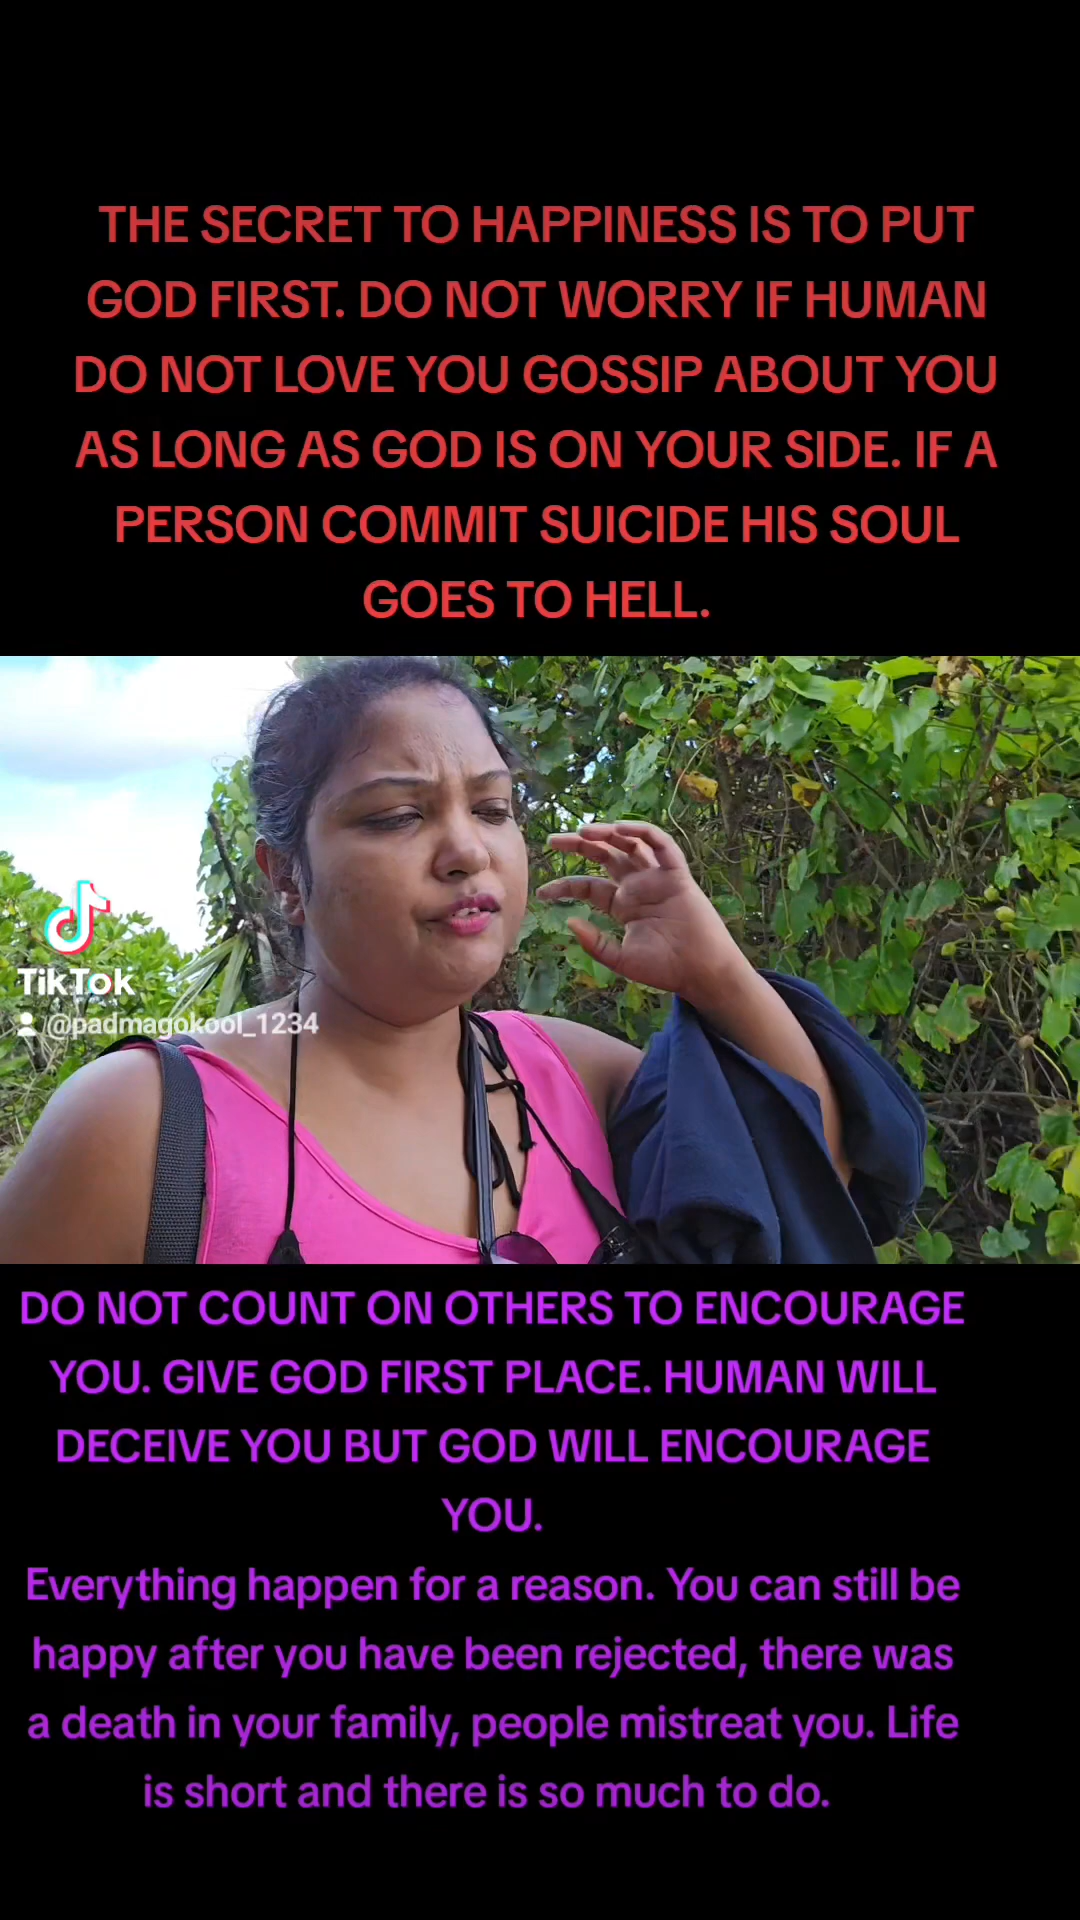 THE SECRET TO HAPPINESS IS TO PUT
GOD FIRST. DO NOT WORRY IF HUMAN
DO NOT LOVE YOU GOSSIP ABOUT YOU
AS LONG AS GOD IS ON YOUR SIDE. IF A
PERSON COMMIT SUICIDE HIS SOUL
GOES TO HELL.
TikTok
@padmagokool_1234
DO NOT COUNT ON OTHERS TO ENCOURAGE
YOU. GIVE GOD FIRST PLACE. HUMAN WILL
DECEIVE YOU BUT GOD WILL ENCOURAGE
YOU.
Everything happen for a reason. You can still be
happy after you have been rejected, there was
a death in your family, people mistreat you. Life
is short and there is so much to do.